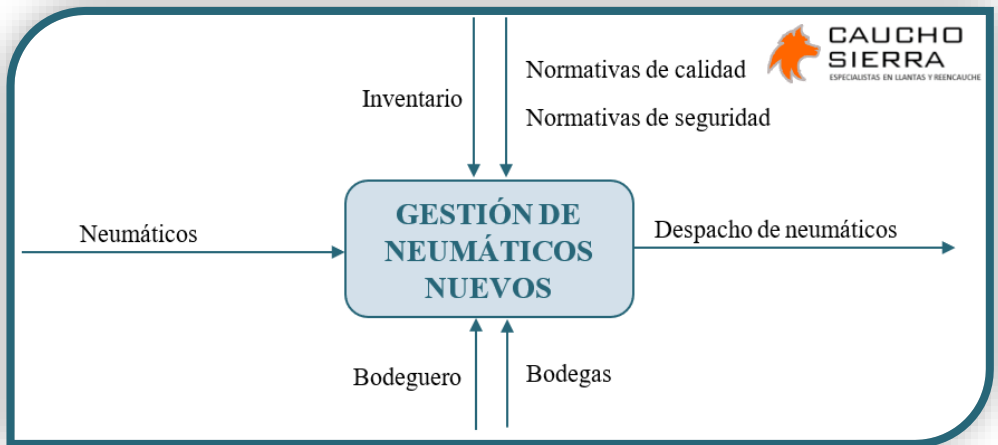 CAUCHO
SIERRA
ESPECIALISTAS EN LLANTAS Y REENCAUCHE
Inventario
Normativas de calidad
Normativas de seguridad
Neumáticos
GESTIÓN DE
NEUMÁTICOS
NUEVOS
Despacho de neumáticos
Bodeguero
Bodegas